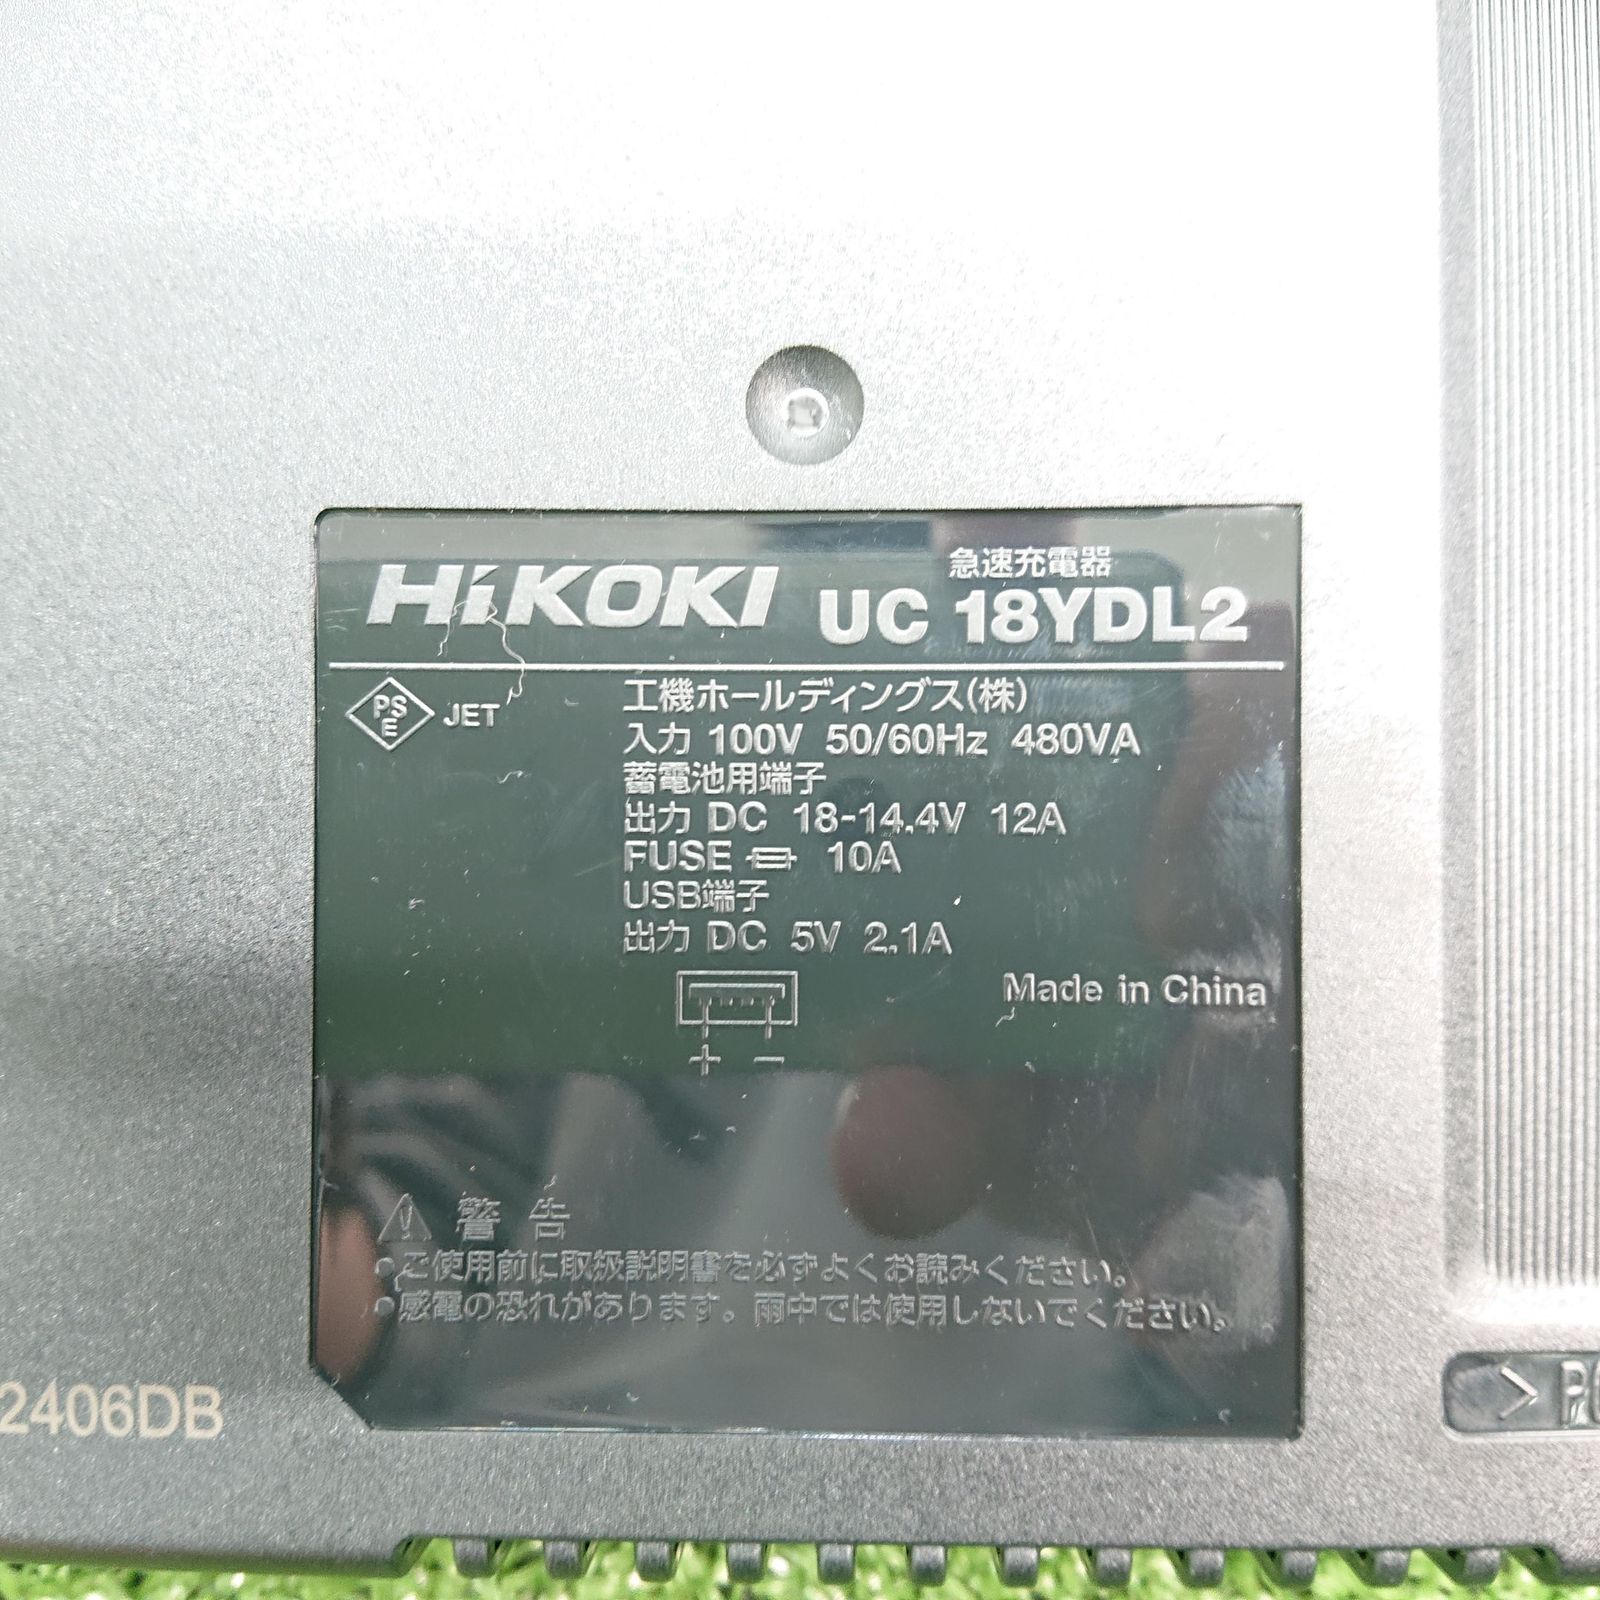 急速充電器
HiKOKI UC 18YDL2
PSE JET
工機ホールディングス(株)
入力 100V 50/60Hz 480VA
蓄電池用端子
出力 DC 18-14.4V 12A
FUSE 10A
USB端子
出力 DC 5V 2.1A
Made in China
+ −
警告
●ご使用前に取扱説明書を必ずよくお読みください。
●感電の恐れがあります。雨中では使用しないでください。
2406DB